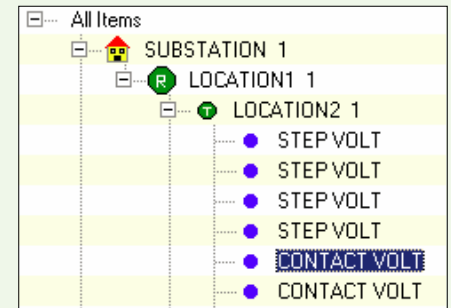 All Items
SUBSTATION 1
R LOCATION1 1
T LOCATION2 1
STEP VOLT
STEP VOLT
STEP VOLT
STEP VOLT
CONTACT VOLT
CONTACT VOLT